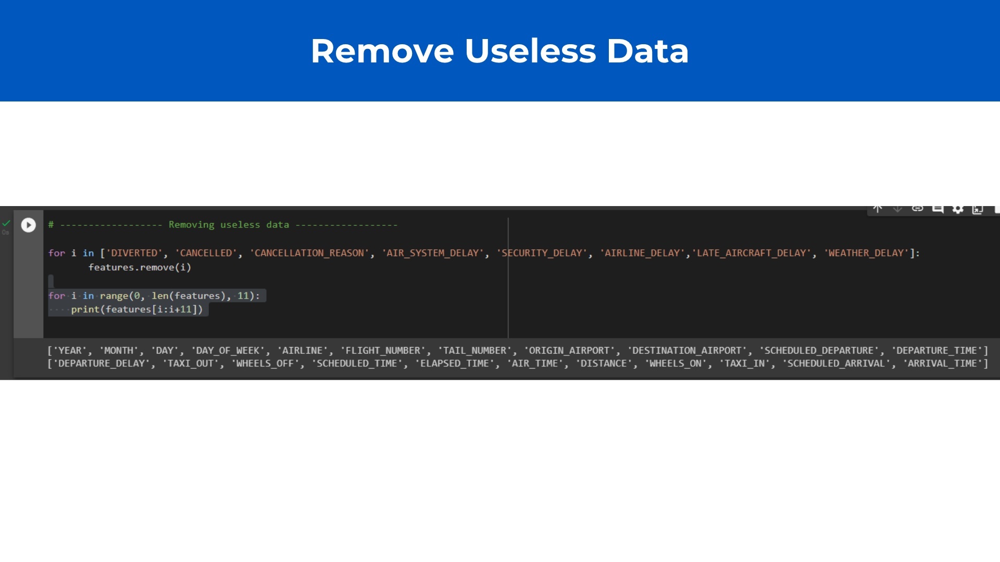 Remove Useless Data
0s
# ------------------ Removing useless data ------------------
for i in ['DIVERTED', 'CANCELLED', 'CANCELLATION_REASON', 'AIR_SYSTEM_DELAY', 'SECURITY_DELAY', 'AIRLINE_DELAY','LATE_AIRCRAFT_DELAY', 'WEATHER_DELAY']:
features.remove(i)
for i in range(0, len(features), 11):
print(features[i:i+11])
['YEAR', 'MONTH', 'DAY', 'DAY_OF_WEEK', 'AIRLINE', 'FLIGHT_NUMBER', 'TAIL_NUMBER', 'ORIGIN_AIRPORT', 'DESTINATION_AIRPORT', 'SCHEDULED_DEPARTURE', 'DEPARTURE_TIME']
['DEPARTURE_DELAY', 'TAXI_OUT', 'WHEELS_OFF', 'SCHEDULED_TIME', 'ELAPSED_TIME', 'AIR_TIME', 'DISTANCE', 'WHEELS_ON', 'TAXI_IN', 'SCHEDULED_ARRIVAL', 'ARRIVAL_TIME']